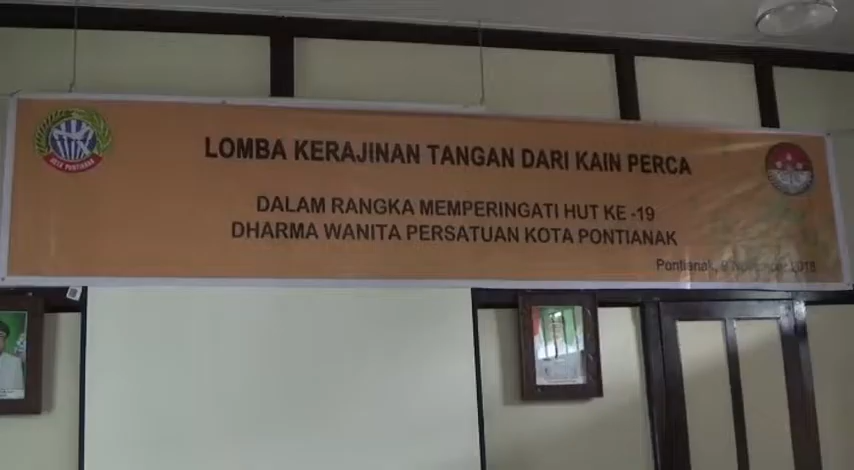 LOMBA KERAJINAN TANGAN DARI KAIN PERCA
DALAM RANGKA MEMPERINGATI HUT KE -19
DHARMA WANITA PERSATUAN KOTA PONTIANAK
Pontianak, 9 November 2018